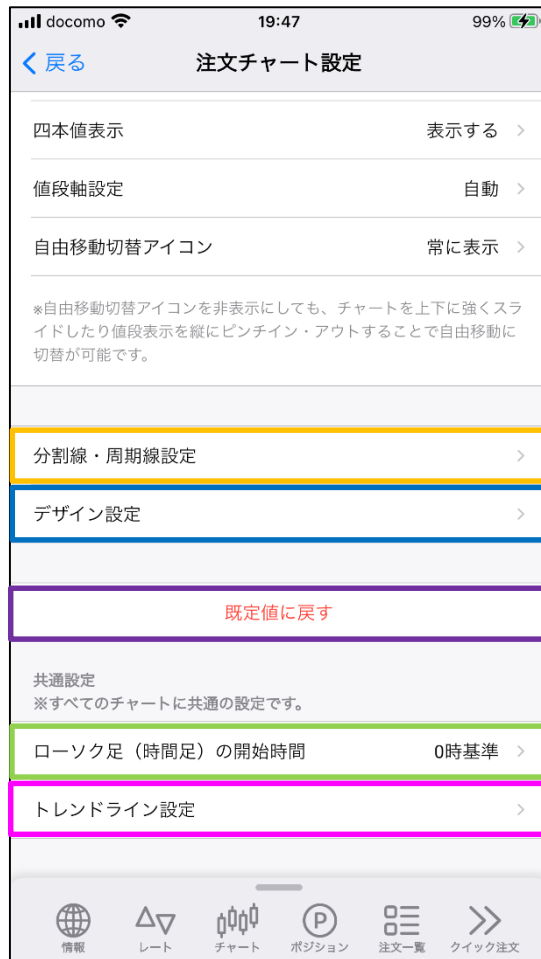 docomo 19:47 99%
戻る 注文チャート設定
四本値表示 表示する
値段軸設定 自動
自由移動切替アイコン 常に表示
※自由移動切替アイコンを非表示にしても、チャートを上下に強くスラ
イドしたり値段表示を縦にピンチイン・アウトすることで自由移動に
切替が可能です。
分割線・周期線設定
デザイン設定
既定値に戻す
共通設定
※すべてのチャートに共通の設定です。
ローソク足（時間足）の開始時間 0時基準
トレンドライン設定
P
情報 レート チャート ポジション 注文一覧 クイック注文